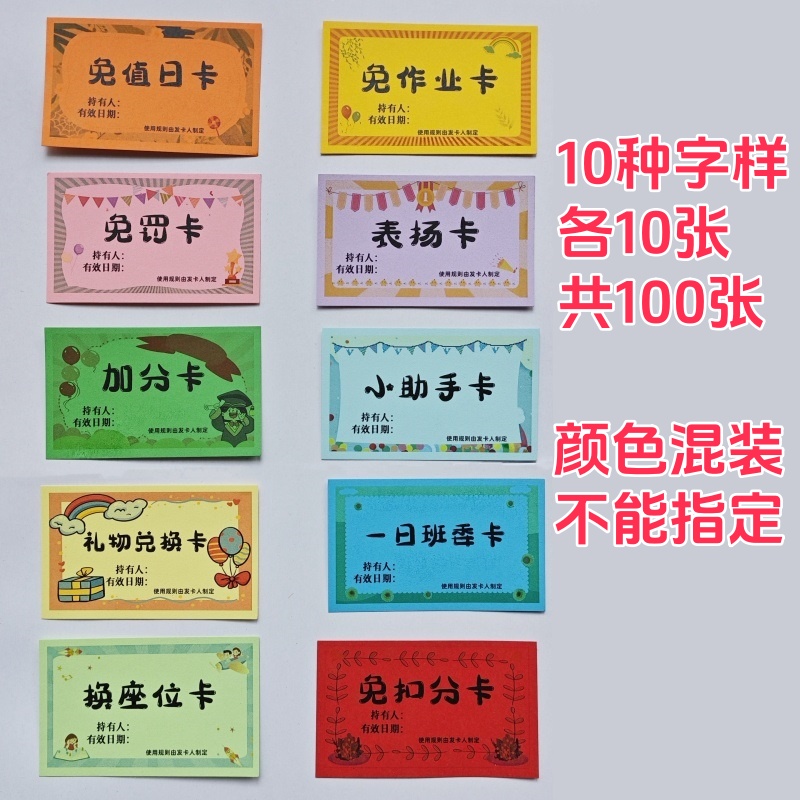 免值日卡
持有人：
有效日期：
使用规则由发卡人制定
免作业卡
持有人：
有效日期：
使用规则由发卡人制定
免罚卡
持有人：
有效日期：
使用规则由发卡人制定
1
表扬卡
持有人：
有效日期：
使用规则由发卡人制定
加分卡
持有人：
有效日期：
使用规则由发卡人制定
小助手卡
持有人：
有效日期：
使用规则由发卡人制定
礼物兑换卡
持有人：
有效日期：
使用规则由发卡人制定
一日班委卡
持有人：
有效日期：
使用规则由发卡人制定
换座位卡
持有人：
有效日期：
使用规则由发卡人制定
免扣分卡
持有人：
有效日期：
使用规则由发卡人制定
10种字样
各10张
共100张
颜色混装
不能指定